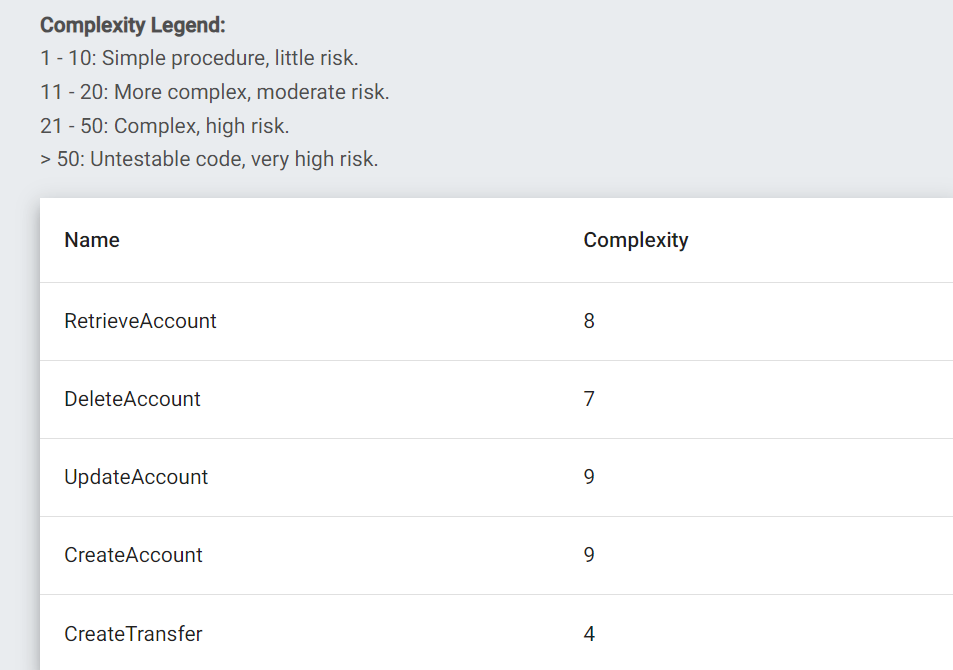 Complexity Legend:
1 - 10: Simple procedure, little risk.
11 - 20: More complex, moderate risk.
21 - 50: Complex, high risk.
> 50: Untestable code, very high risk.
Name Complexity
RetrieveAccount 8
DeleteAccount 7
UpdateAccount 9
CreateAccount 9
CreateTransfer 4